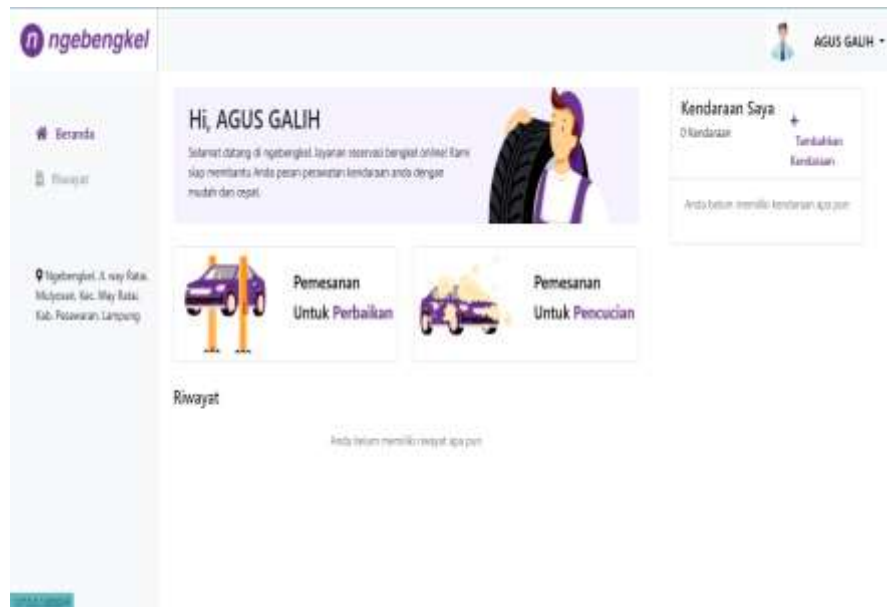 ngebengkel
AGUS GALIH
Beranda
Riwayat
Ngebengkel, Jl. way Ratai,
Mulyosari, Kec. Way Ratai,
Kab. Pesawaran, Lampung
Hi, AGUS GALIH
Selamat datang di ngebengkel, layanan reservasi bengkel online! Kami
siap membantu Anda pesan perawatan kendaraan anda dengan
mudah dan cepat.
Kendaraan Saya
0 Kendaraan
+
Tambahkan
Kendaraan
Anda belum memiliki kendaraan apa pun
Pemesanan
Untuk Perbaikan
Pemesanan
Untuk Pencucian
Riwayat
Anda belum memiliki riwayat apa pun